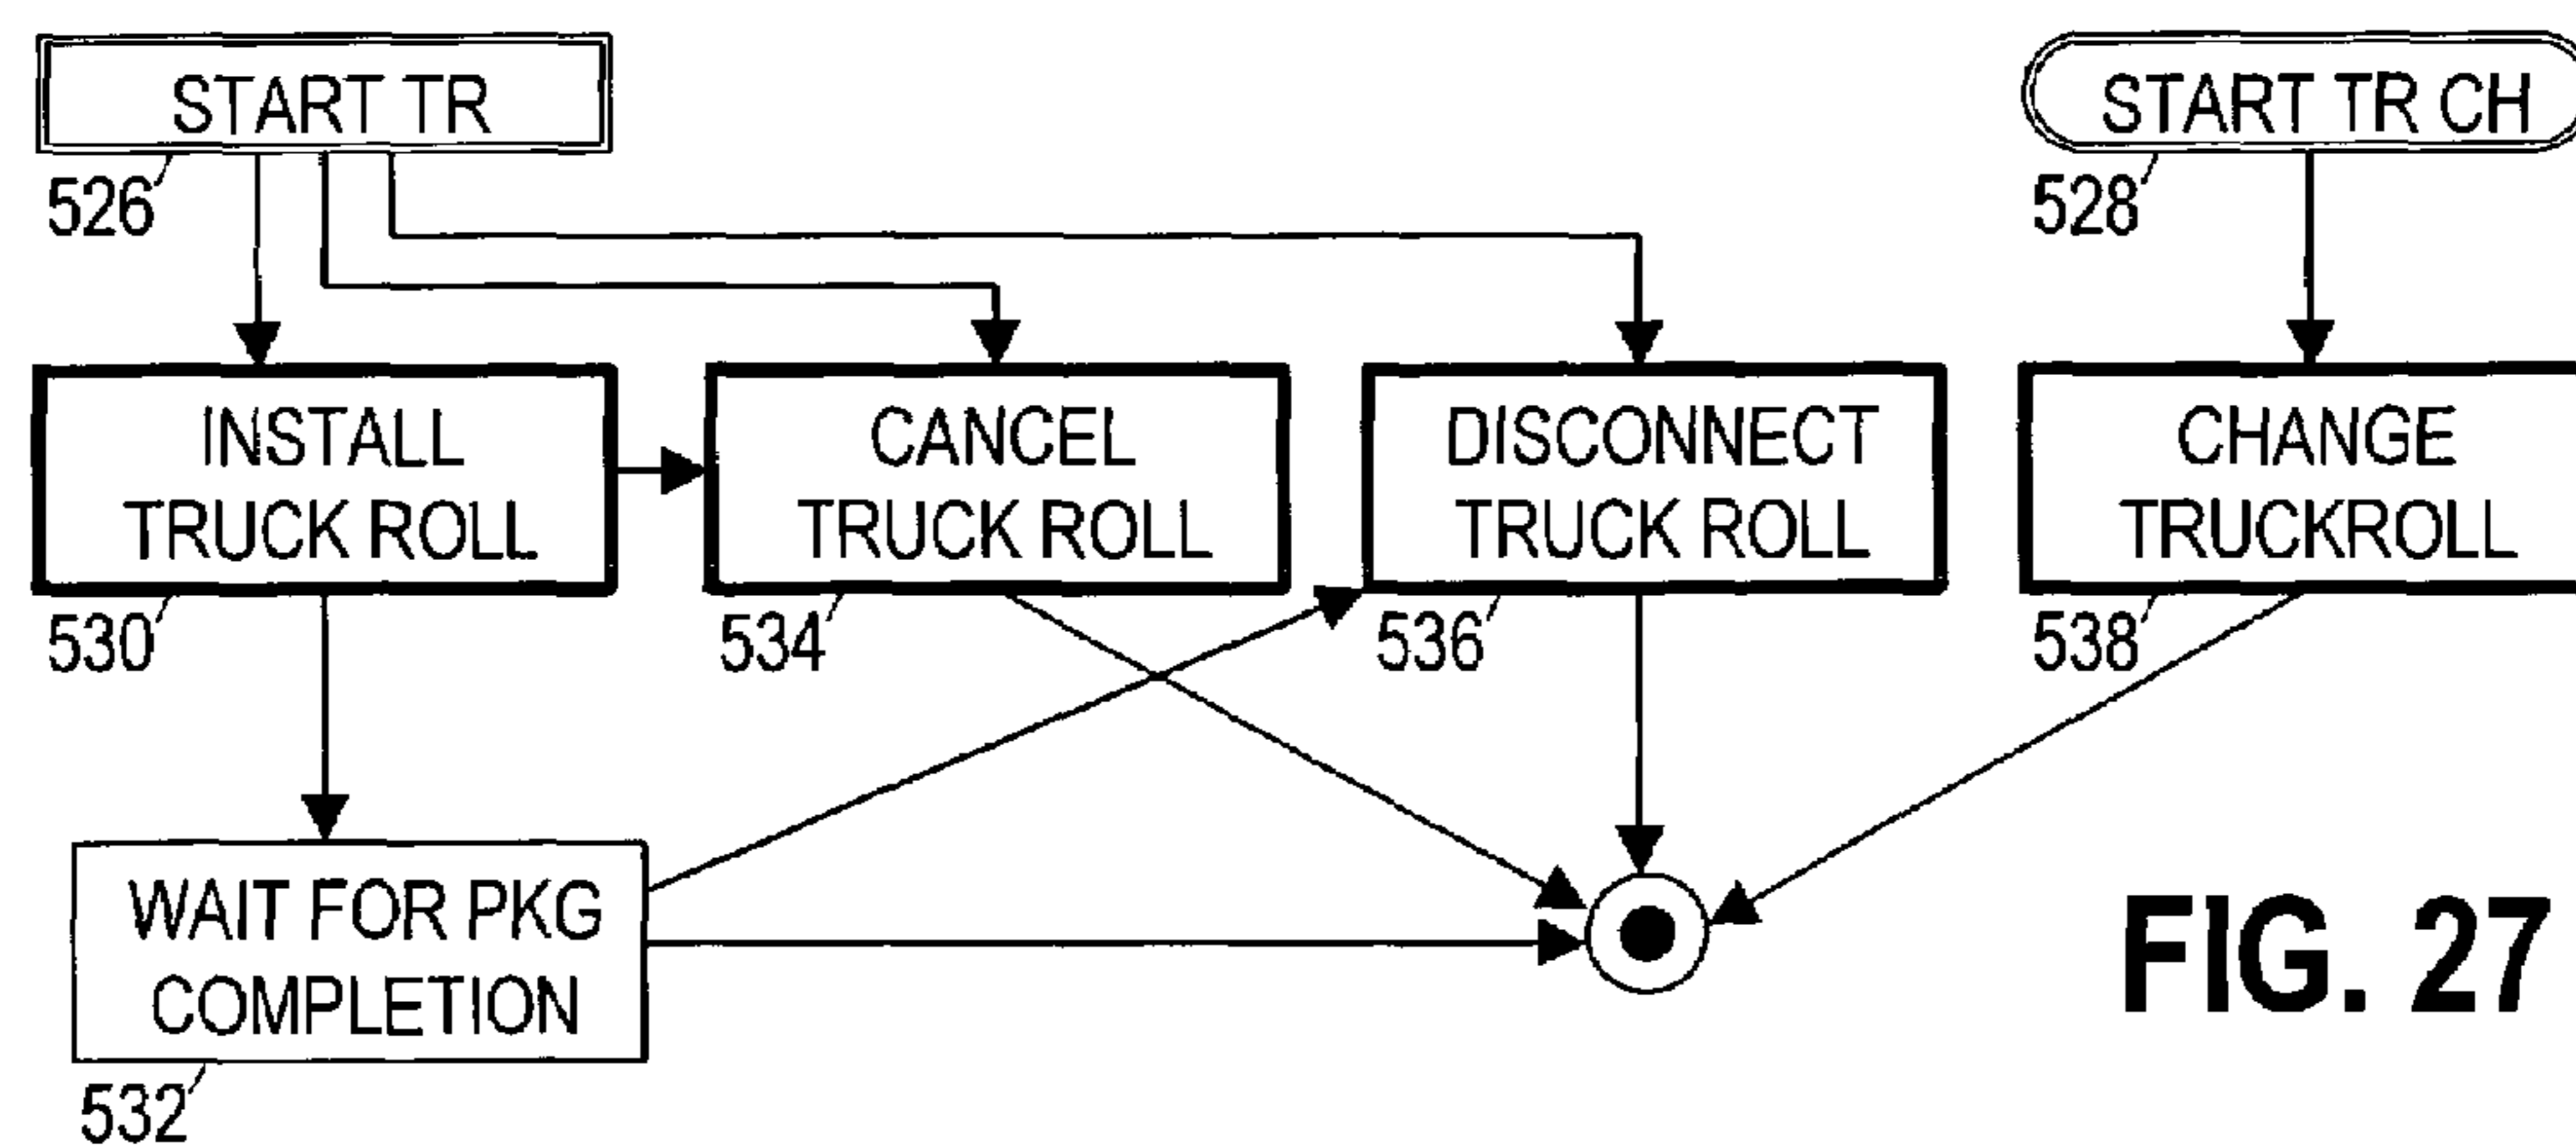 START TR
START TR CH
526
528
INSTALL
TRUCK ROLL
CANCEL
TRUCK ROLL
DISCONNECT
TRUCK ROLL
CHANGE
TRUCKROLL
530
534
536
538
WAIT FOR PKG
COMPLETION
532
FIG. 27